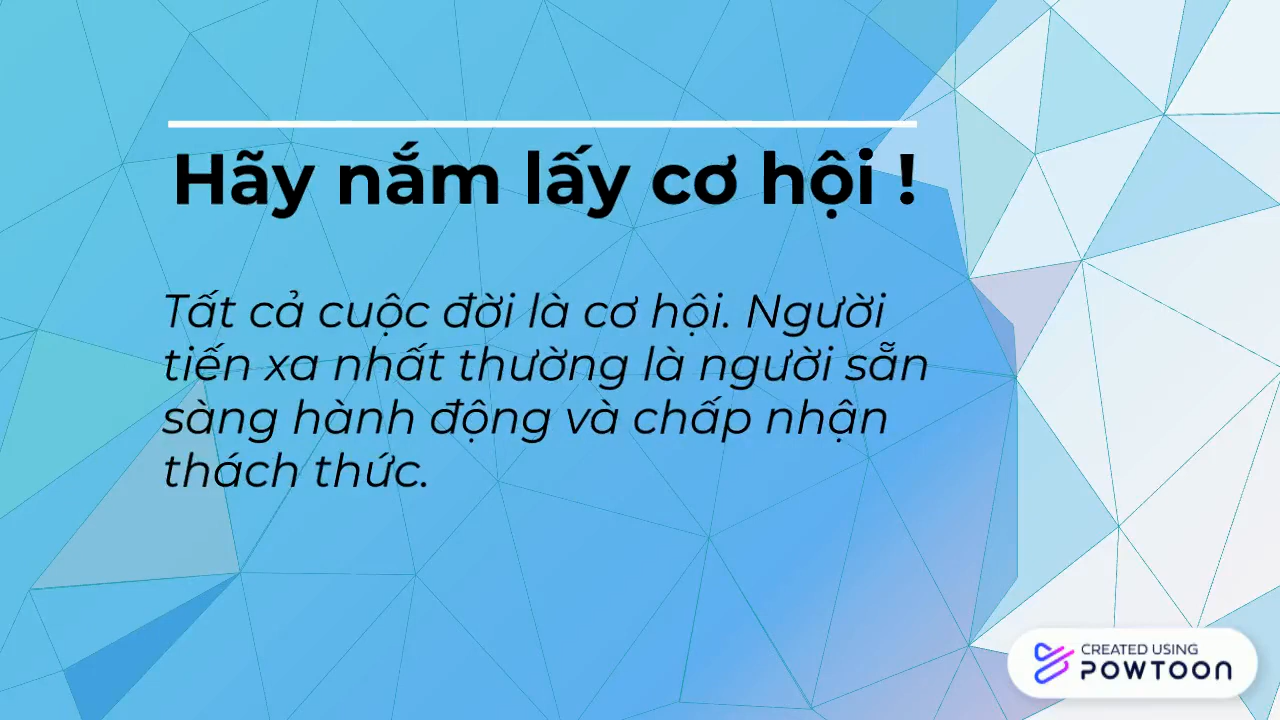 Hãy nắm lấy cơ hội !
Tất cả cuộc đời là cơ hội. Người
tiến xa nhất thường là người sẵn
sàng hành động và chấp nhận
thách thức.
CREATED USING
POWTOON